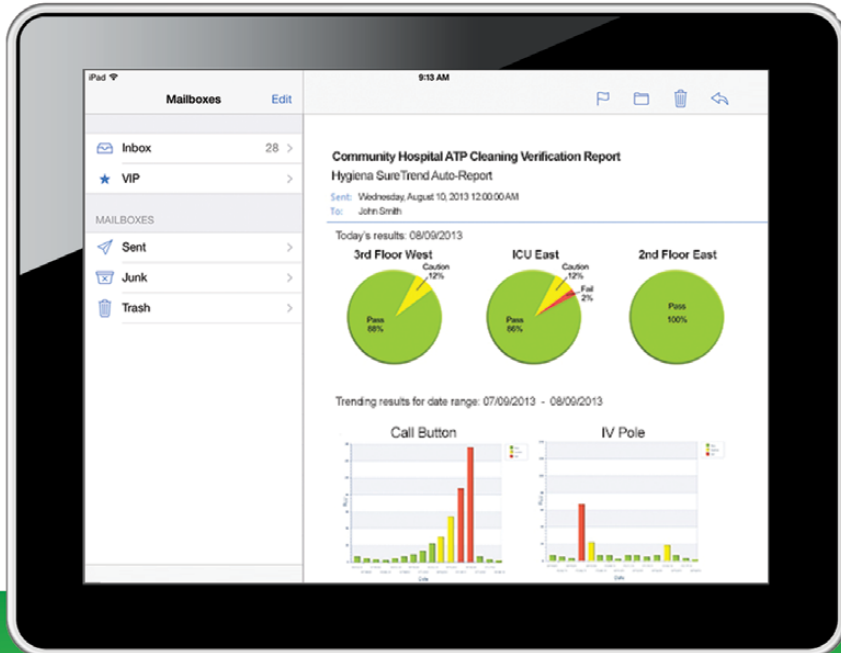 iPad
9:13 AM
Mailboxes
Edit
Inbox
28
VIP
MAILBOXES
Sent
Junk
Trash
Community Hospital ATP Cleaning Verification Report
Hygiena SureTrend Auto-Report
Sent: Wednesday, August 10, 2013 12:00:00 AM
To: John Smith
Today's results: 08/09/2013
3rd Floor West
Caution
12%
Pass
88%
ICU East
Caution
12%
Fail
2%
Pass
86%
2nd Floor East
Pass
100%
Trending results for date range: 07/09/2013 - 08/09/2013
Call Button
Date
IV Pole
Date